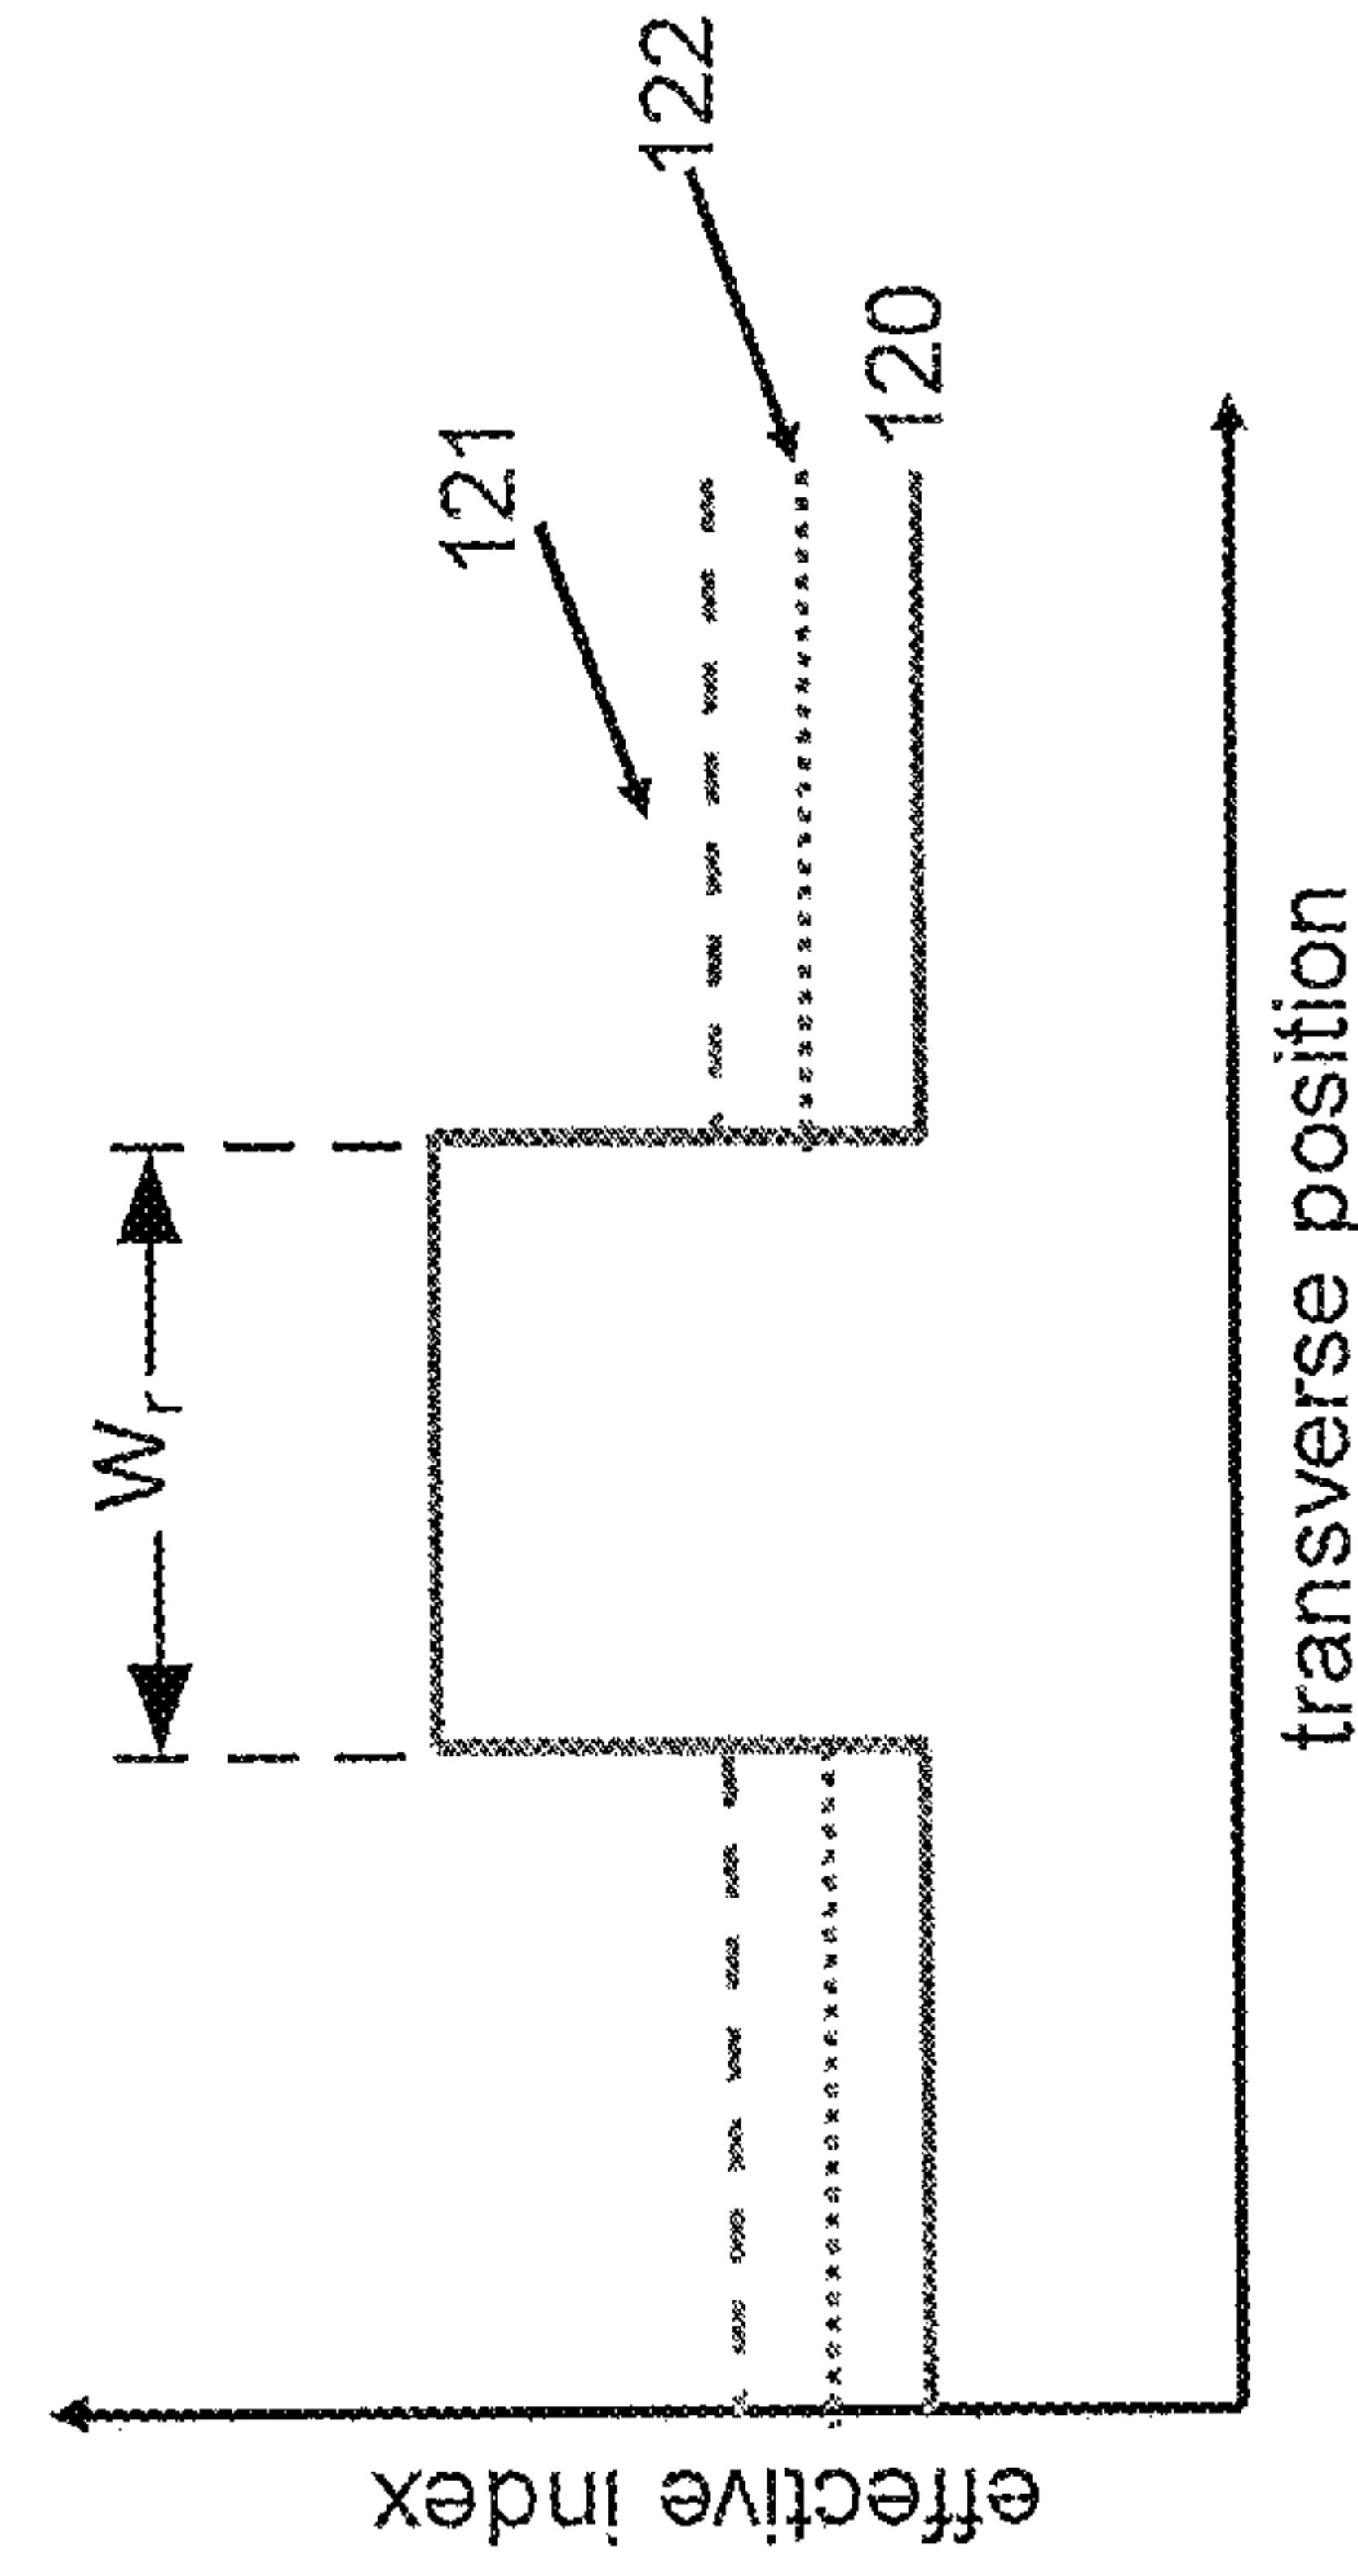 W_r
121
122
120
transverse position
effective index